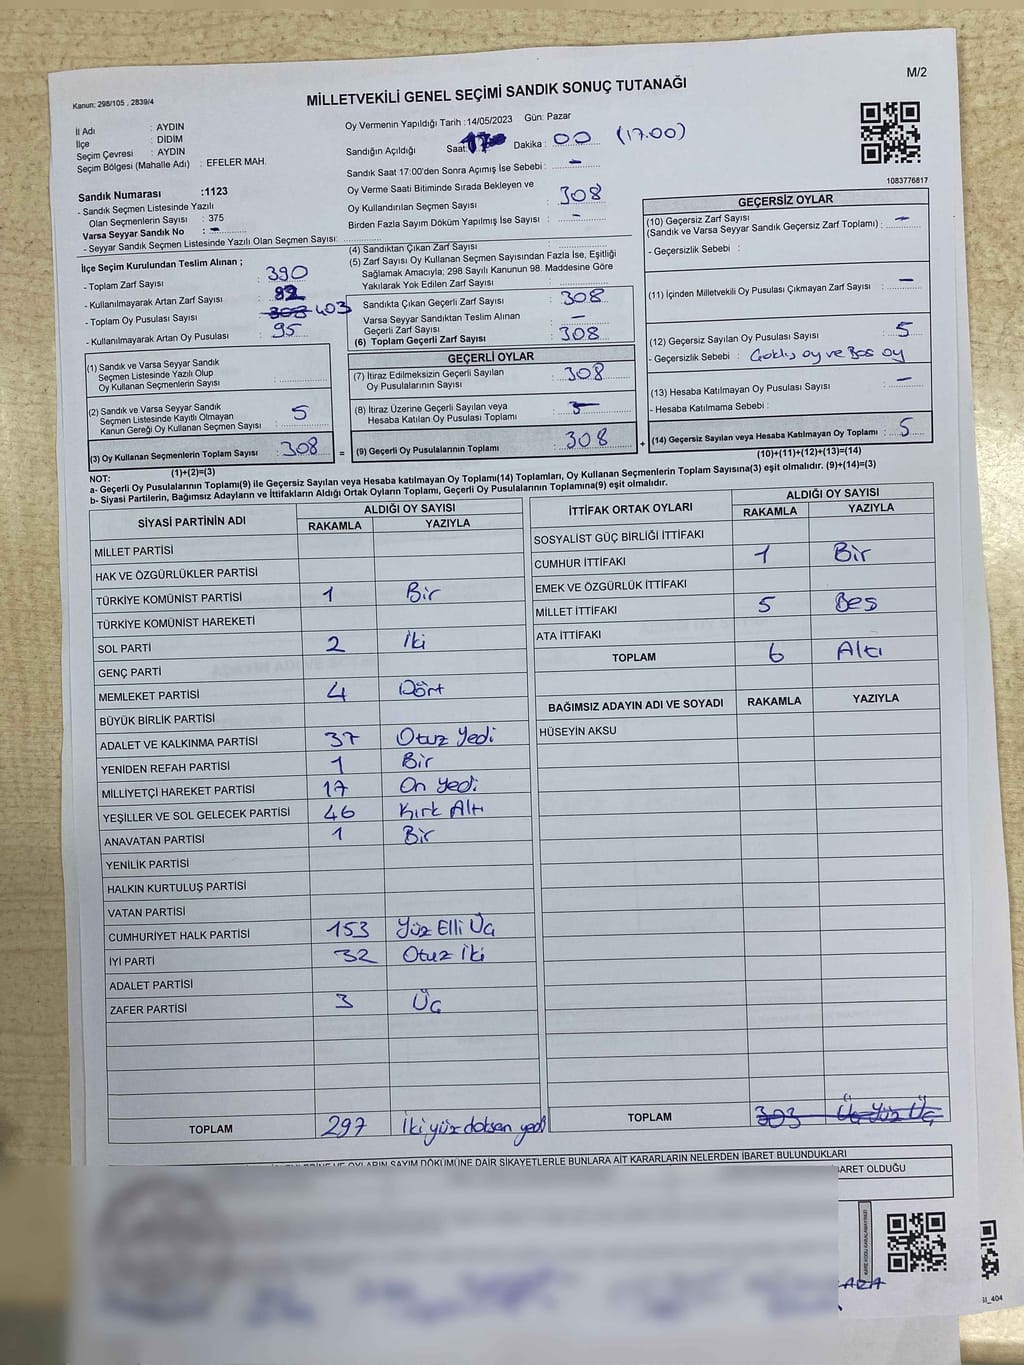 Kanun: 298/105 , 2839/4
MİLLETVEKİLİ GENEL SEÇİMİ SANDIK SONUÇ TUTANAĞI
M/2
İl Adı : AYDIN
İlçe : DİDİM
Seçim Çevresi : AYDIN
Seçim Bölgesi (Mahalle Adı) : EFELER MAH.
Sandık Numarası :1123
- Sandık Seçmen Listesinde Yazılı
Olan Seçmenlerin Sayısı : 375
Varsa Seyyar Sandık No : -
- Seyyar Sandık Seçmen Listesinde Yazılı Olan Seçmen Sayısı:
Oy Vermenin Yapıldığı Tarih :14/05/2023 Gün: Pazar
Sandığın Açıldığı Saat: Dakika : 00 (17.00)
Sandık Saat 17:00'den Sonra Açımış İse Sebebi : -
Oy Verme Saati Bitiminde Sırada Bekleyen ve
Oy Kullandırılan Seçmen Sayısı : 308
Birden Fazla Sayım Döküm Yapılmış İse Sayısı : -
1083776817
İlçe Seçim Kurulundan Teslim Alınan ;
- Toplam Zarf Sayısı : 390
- Kullanılmayarak Artan Zarf Sayısı : 82
- Toplam Oy Pusulası Sayısı : 308 403
- Kullanılmayarak Artan Oy Pusulası : 95
(1) Sandık ve Varsa Seyyar Sandık
Seçmen Listesinde Yazılı Olup
Oy Kullanan Seçmenlerin Sayısı :
(2) Sandık ve Varsa Seyyar Sandık
Seçmen Listesinde Kayıtlı Olmayan
Kanun Gereği Oy Kullanan Seçmen Sayısı : 5
(3) Oy Kullanan Seçmenlerin Toplam Sayısı : 308
(1)+(2)=(3)
(4) Sandıktan Çıkan Zarf Sayısı :
(5) Zarf Sayısı Oy Kullanan Seçmen Sayısından Fazla İse, Eşitliği
Sağlamak Amacıyla; 298 Sayılı Kanunun 98. Maddesine Göre
Yakılarak Yok Edilen Zarf Sayısı :
Sandıkta Çıkan Geçerli Zarf Sayısı : 308
Varsa Seyyar Sandıktan Teslim Alınan
Geçerli Zarf Sayısı : -
(6) Toplam Geçerli Zarf Sayısı : 308
GEÇERLİ OYLAR
(7) İtiraz Edilmeksizin Geçerli Sayılan
Oy Pusulalarının Sayısı : 308
(8) İtiraz Üzerine Geçerli Sayılan veya
Hesaba Katılan Oy Pusulası Toplamı :
= (9) Geçerli Oy Pusulalarının Toplamı : 308 +
GEÇERSİZ OYLAR
(10) Geçersiz Zarf Sayısı
(Sandık ve Varsa Seyyar Sandık Geçersiz Zarf Toplamı) : -
- Geçersizlik Sebebi :
(11) İçinden Milletvekili Oy Pusulası Çıkmayan Zarf Sayısı : -
(12) Geçersiz Sayılan Oy Pusulası Sayısı : 5
- Geçersizlik Sebebi : oy ve Boş oy
(13) Hesaba Katılmayan Oy Pusulası Sayısı : -
- Hesaba Katılmama Sebebi :
(14) Geçersiz Sayılan veya Hesaba Katılmayan Oy Toplamı : 5
(10)+(11)+(12)+(13)=(14)
NOT:
a- Geçerli Oy Pusulalarının Toplamı(9) ile Geçersiz Sayılan veya Hesaba katılmayan Oy Toplamı(14) Toplamları, Oy Kullanan Seçmenlerin Toplam Sayısına(3) eşit olmalıdır. (9)+(14)=(3)
b- Siyasi Partilerin, Bağımsız Adayların ve İttifakların Aldığı Ortak Oyların Toplamı, Geçerli Oy Pusulalarının Toplamına(9) eşit olmalıdır.
SİYASİ PARTİNİN ADI ALDIĞI OY SAYISI
RAKAMLA YAZIYLA
MİLLET PARTİSİ
HAK VE ÖZGÜRLÜKLER PARTİSİ
TÜRKİYE KOMÜNİST PARTİSİ 1 Bir
TÜRKİYE KOMÜNİST HAREKETİ
SOL PARTİ 2 İki
GENÇ PARTİ
MEMLEKET PARTİSİ 4 Dört
BÜYÜK BİRLİK PARTİSİ
ADALET VE KALKINMA PARTİSİ 37 Otuz Yedi
YENİDEN REFAH PARTİSİ 1 Bir
MİLLİYETÇİ HAREKET PARTİSİ 17 On yedi
YEŞİLLER VE SOL GELECEK PARTİSİ 46 Kırk Altı
ANAVATAN PARTİSİ 1 Bir
YENİLİK PARTİSİ
HALKIN KURTULUŞ PARTİSİ
VATAN PARTİSİ
CUMHURİYET HALK PARTİSİ 153 Yüz Elli Üç
İYİ PARTİ 32 Otuz İki
ADALET PARTİSİ
ZAFER PARTİSİ 3 Üç
TOPLAM 297 İki yüz doksan yedi
İTTİFAK ORTAK OYLARI ALDIĞI OY SAYISI
RAKAMLA YAZIYLA
SOSYALİST GÜÇ BİRLİĞİ İTTİFAKI
CUMHUR İTTİFAKI 1 Bir
EMEK VE ÖZGÜRLÜK İTTİFAKI
MİLLET İTTİFAKI 5 Beş
ATA İTTİFAKI
TOPLAM 6 Altı
BAĞIMSIZ ADAYIN ADI VE SOYADI RAKAMLA YAZIYLA
HÜSEYİN AKSU
TOPLAM 303 Üç Yüz Üç
OYLARIN SAYIM DÖKÜMÜNE DAİR ŞİKAYETLERLE BUNLARA AİT KARARLARIN NELERDEN İBARET BULUNDUKLARI
BARET OLDUĞU